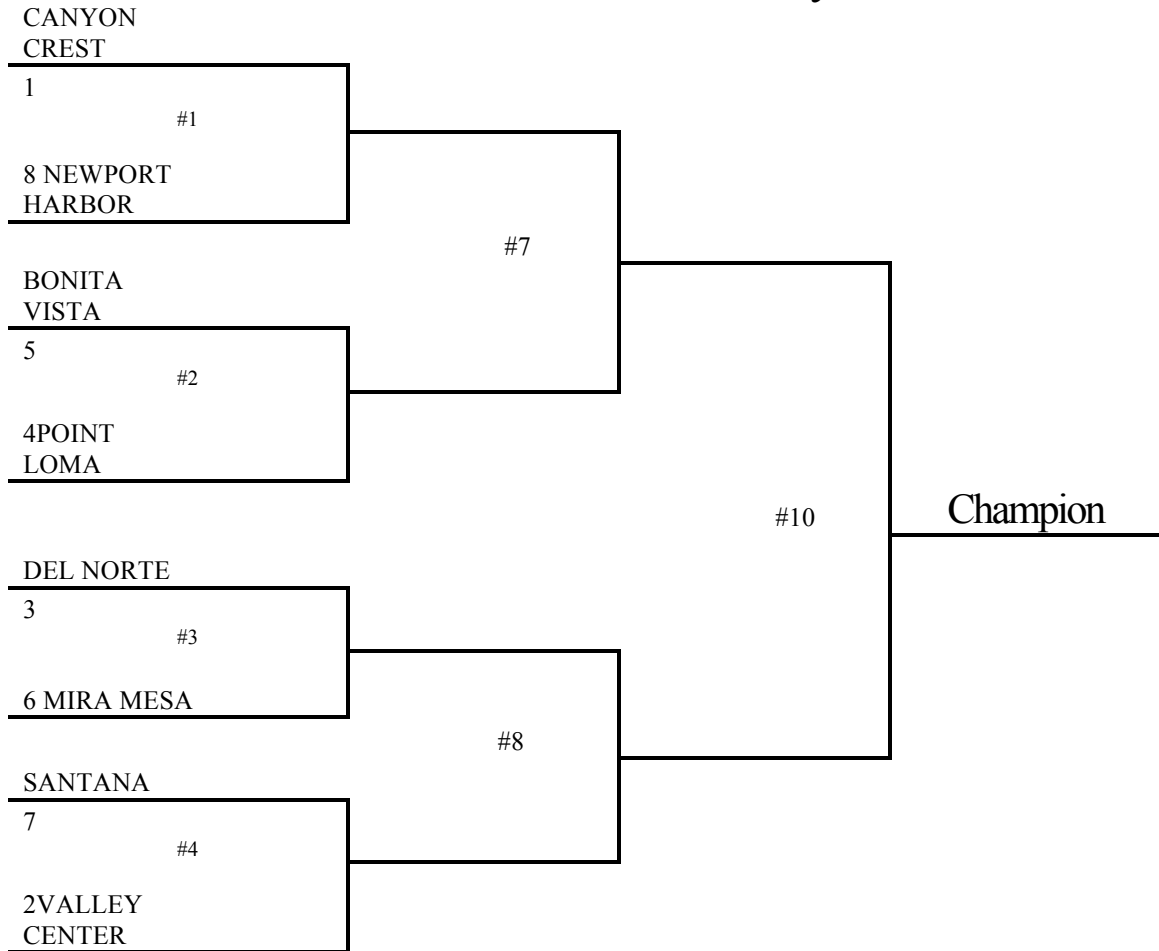 CANYON
CREST
1
#1
8 NEWPORT
HARBOR
#7
BONITA
VISTA
5
#2
4POINT
LOMA
#10
Champion
DEL NORTE
3
#3
6 MIRA MESA
#8
SANTANA
7
#4
2VALLEY
CENTER